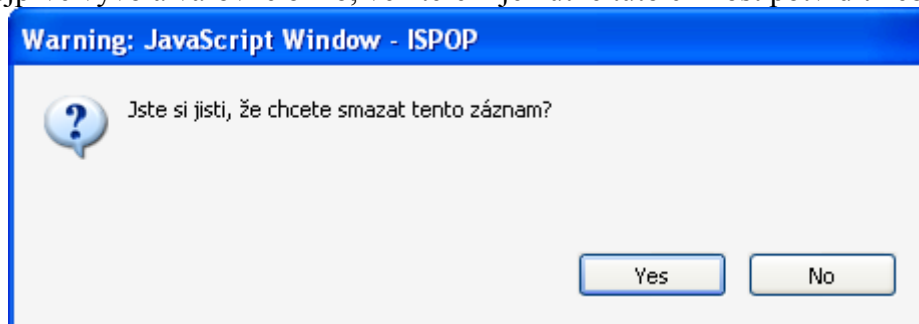 Warning: JavaScript Window - ISPOP
Jste si jisti, že chcete smazat tento záznam?
Yes No